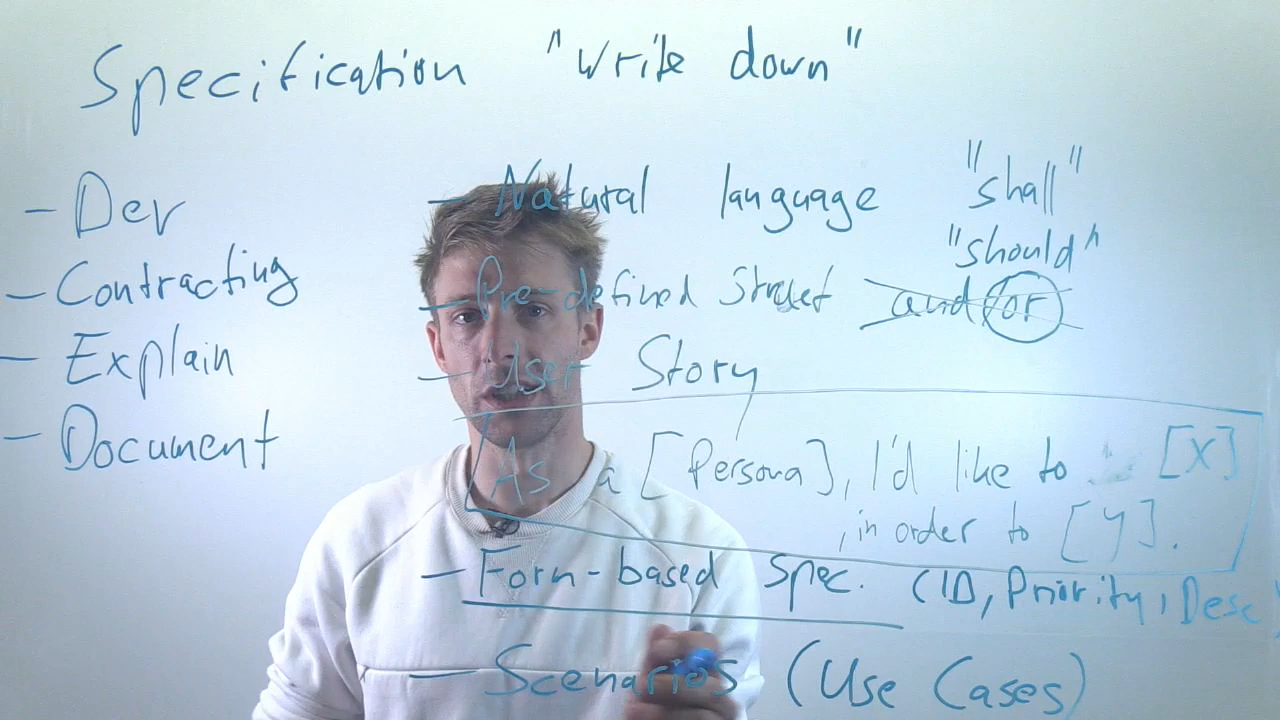 Specification "write down"
- Dev
- Contracting
- Explain
- Document
- Natural language "shall"
"should"
- Pre-defined Struct and/or
- User Story
As a [Persona], I'd like to ... [X]
, in order to [Y].
- Form-based Spec. (ID, Priority, Desc
- Scenarios (Use Cases)